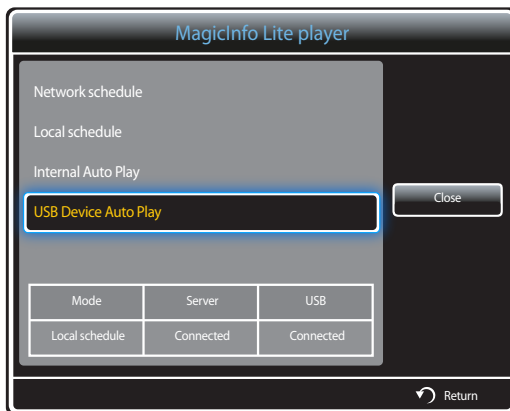 MagicInfo Lite player
Network schedule
Local schedule
Internal Auto Play
USB Device Auto Play
Close
Mode Server USB
Local schedule Connected Connected
Return